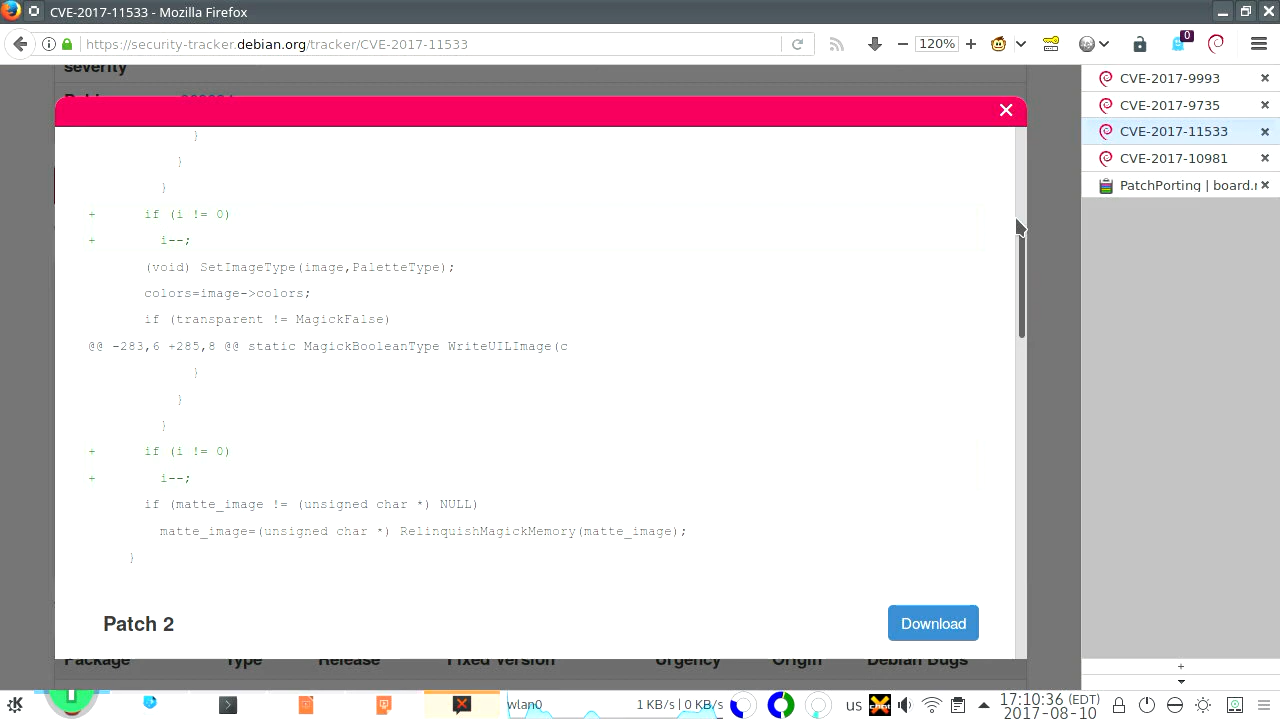 CVE-2017-11533 - Mozilla Firefox
https://security-tracker.debian.org/tracker/CVE-2017-11533
120%
0
severity
CVE-2017-9993
CVE-2017-9735
CVE-2017-11533
CVE-2017-10981
PatchPorting | board.r
}
}
}
+ if (i != 0)
+ i--;
(void) SetImageType(image,PaletteType);
colors=image->colors;
if (transparent != MagickFalse)
@@ -283,6 +285,8 @@ static MagickBooleanType WriteUILImage(c
}
}
}
+ if (i != 0)
+ i--;
if (matte_image != (unsigned char *) NULL)
matte_image=(unsigned char *) RelinquishMagickMemory(matte_image);
}
Patch 2
Download
Package Type Release Fixed Version Urgency Origin Debian Bugs
wlan0
1 KB/s | 0 KB/s
us
17:10:36 (EDT)
2017-08-10